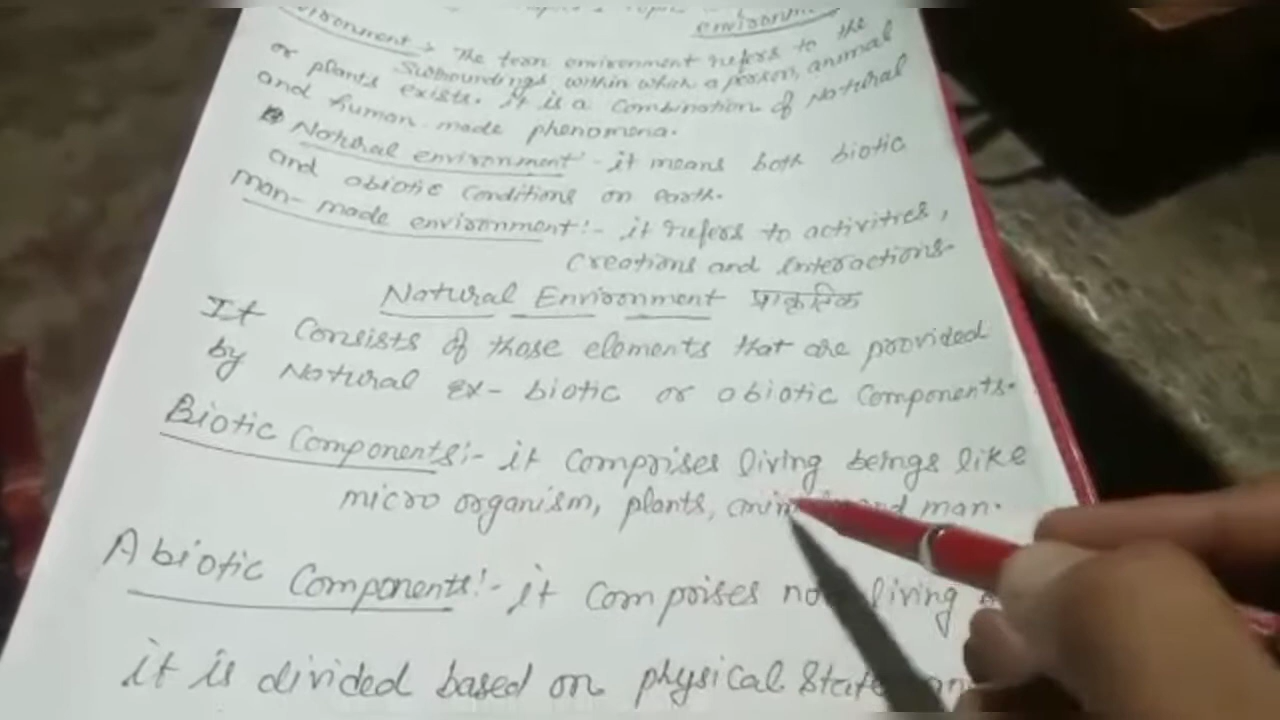 environm
ironment → The term environment refers to the
Surroundings within which a person, animal
or plants exists. it is a Combination of Natural
and human-made phenomena.
Natural environment:- it means both biotic
and abiotic Conditions on Earth.
Man-made environment:- it refers to activities,
Creations and interactions-
Natural Environment प्राकृतिक
It Consists of those elements that are provided
by Natural ex- biotic or abiotic Components.
Biotic Components:- it Comprises living beings like
micro organism, plants, and man.
Abiotic Components:- it Comprises non living
it is divided based on physical State